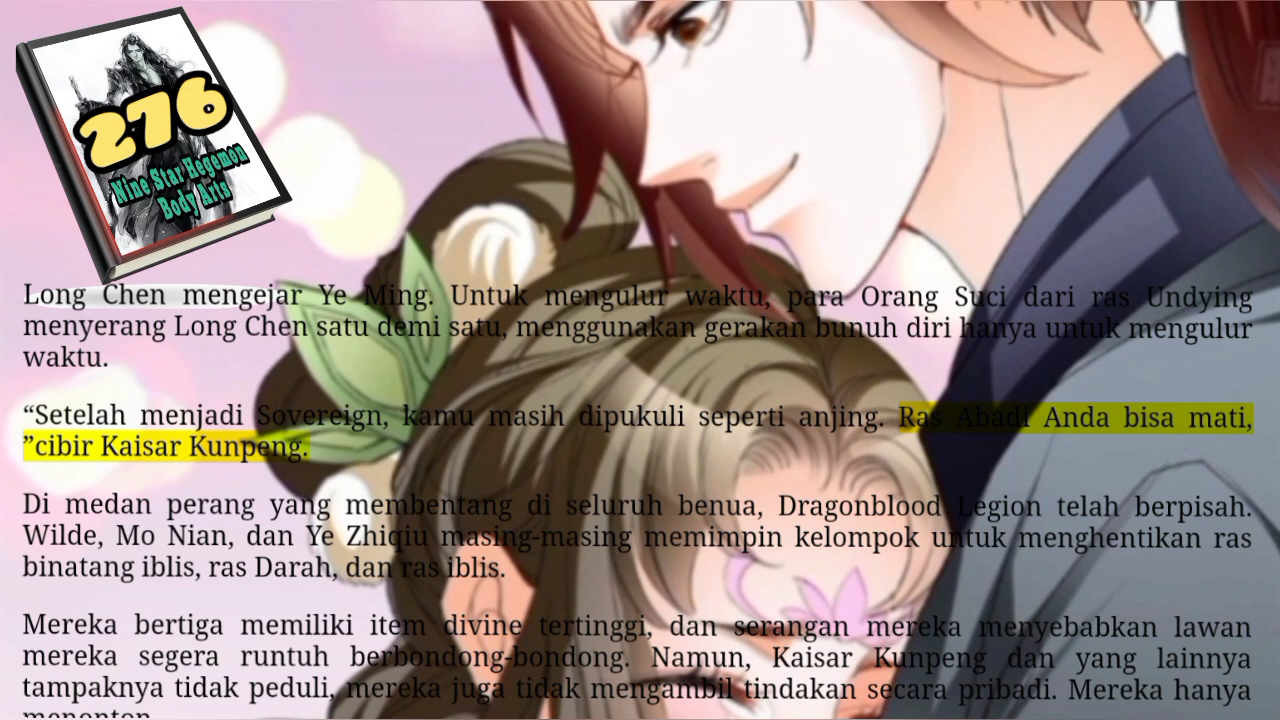 276
Nine Star Hegemon
Body Arts
Long Chen mengejar Ye Ming. Untuk mengulur waktu, para Orang Suci dari ras Undying
menyerang Long Chen satu demi satu, menggunakan gerakan bunuh diri hanya untuk mengulur
waktu.
“Setelah menjadi Sovereign, kamu masih dipukuli seperti anjing. Ras Abadi Anda bisa mati,
”cibir Kaisar Kunpeng.
Di medan perang yang membentang di seluruh benua, Dragonblood Legion telah berpisah.
Wilde, Mo Nian, dan Ye Zhiqiu masing-masing memimpin kelompok untuk menghentikan ras
binatang iblis, ras Darah, dan ras iblis.
Mereka bertiga memiliki item divine tertinggi, dan serangan mereka menyebabkan lawan
mereka segera runtuh berbondong-bondong. Namun, Kaisar Kunpeng dan yang lainnya
tampaknya tidak peduli, mereka juga tidak mengambil tindakan secara pribadi. Mereka hanya
menonton.